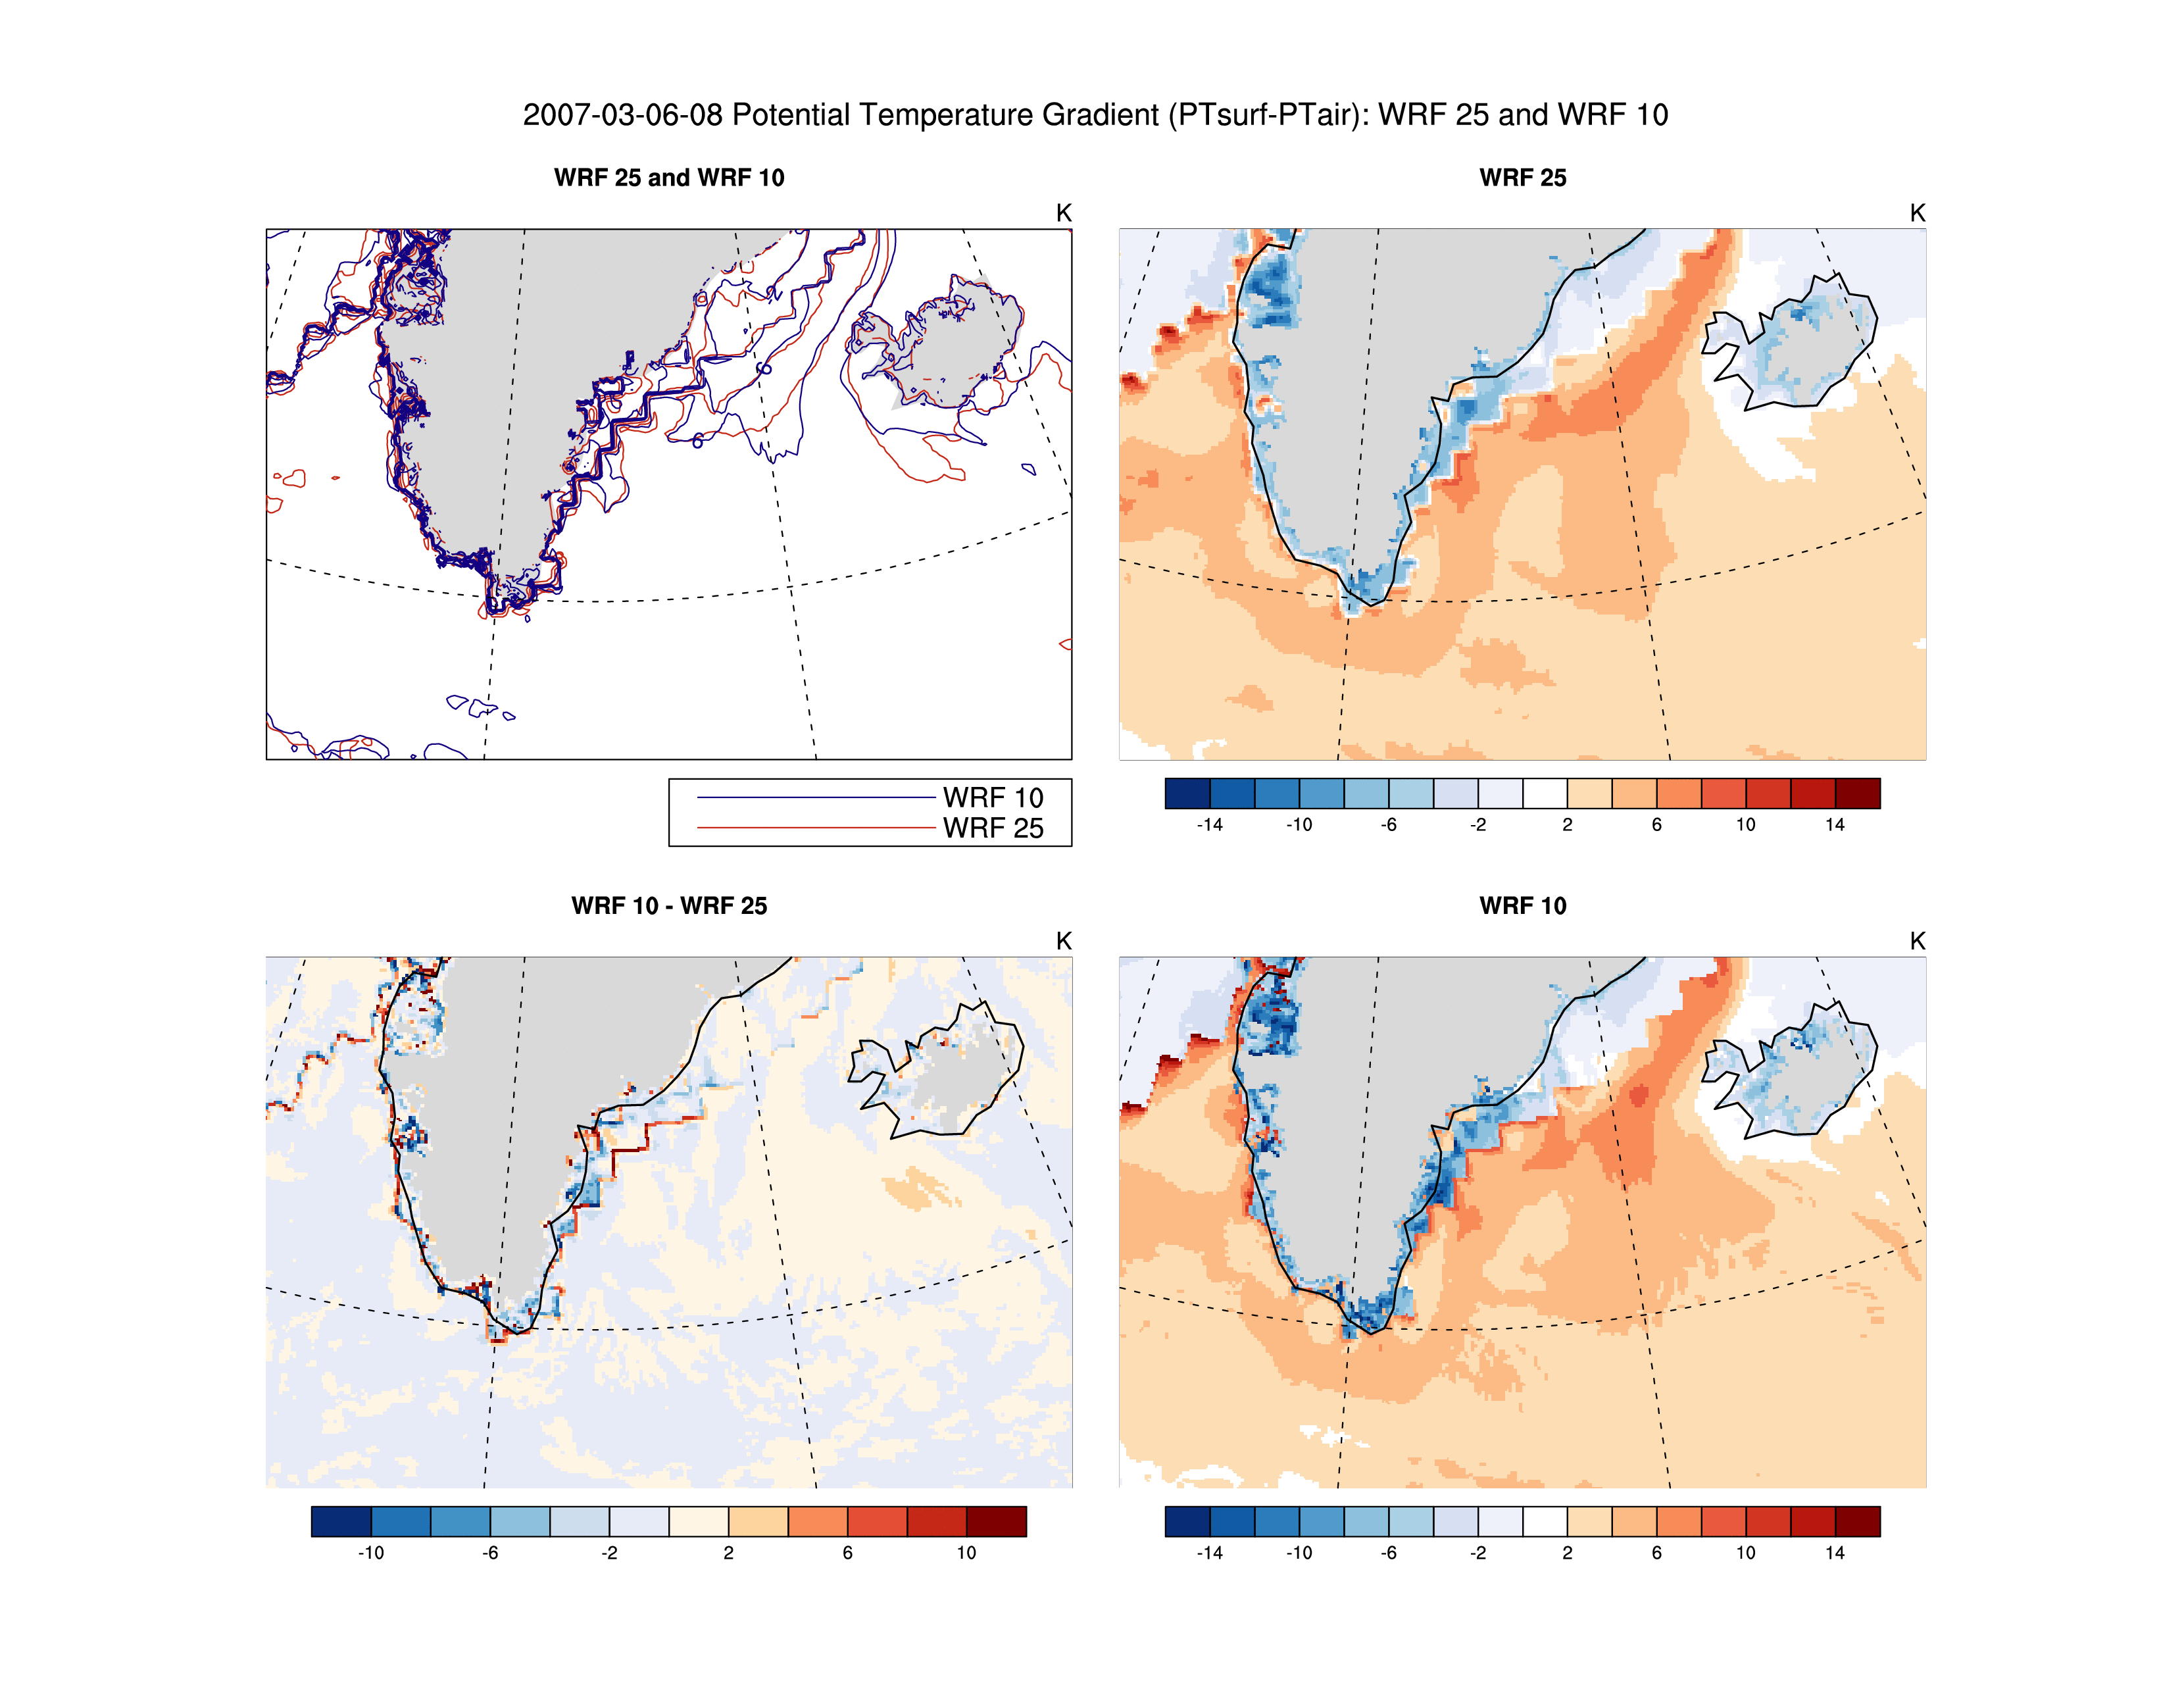 2007-03-06-08 Potential Temperature Gradient (PTsurf-PTair): WRF 25 and WRF 10
WRF 25 and WRF 10
K
6
6
WRF 10
WRF 25
WRF 25
K
-14 -10 -6 -2 2 6 10 14
WRF 10 - WRF 25
K
-10 -6 -2 2 6 10
WRF 10
K
-14 -10 -6 -2 2 6 10 14